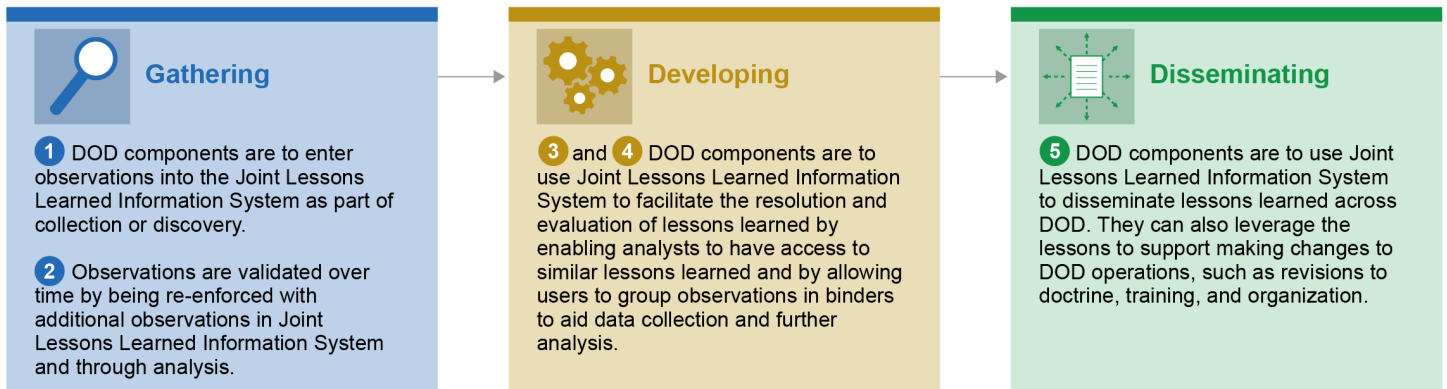 Gathering
1 DOD components are to enter
observations into the Joint Lessons
Learned Information System as part of
collection or discovery.
2 Observations are validated over
time by being re-enforced with
additional observations in Joint
Lessons Learned Information System
and through analysis.
Developing
3 and 4 DOD components are to
use Joint Lessons Learned Information
System to facilitate the resolution and
evaluation of lessons learned by
enabling analysts to have access to
similar lessons learned and by allowing
users to group observations in binders
to aid data collection and further
analysis.
Disseminating
5 DOD components are to use Joint
Lessons Learned Information System
to disseminate lessons learned across
DOD. They can also leverage the
lessons to support making changes to
DOD operations, such as revisions to
doctrine, training, and organization.